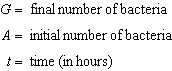 G = final number of bacteria
A = initial number of bacteria
t = time (in hours)